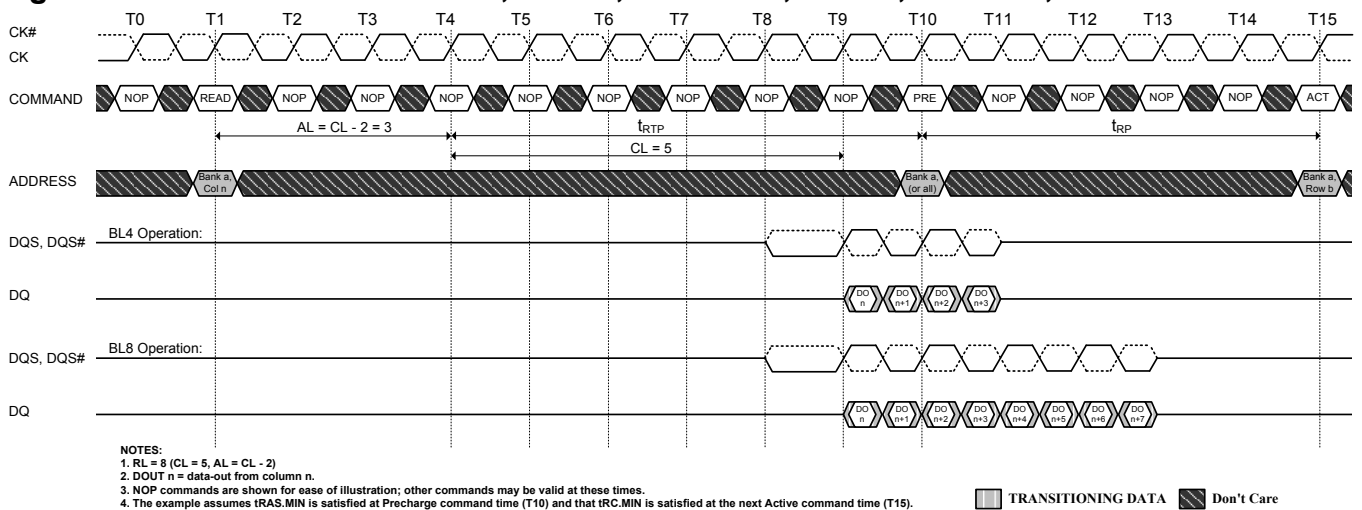 T0 T1 T2 T3 T4 T5 T6 T7 T8 T9 T10 T11 T12 T13 T14 T15
CK#
CK
COMMAND NOP READ NOP NOP NOP NOP NOP NOP NOP NOP PRE NOP NOP NOP NOP ACT
AL = CL - 2 = 3 tRTP tRP
CL = 5
ADDRESS
Bank a,
Col n
Bank a,
(or all)
Bank a,
Row b
DQS, DQS# BL4 Operation:
DQ
DO
n
DO
n+1
DO
n+2
DO
n+3
DQS, DQS# BL8 Operation:
DQ
DO
n
DO
n+1
DO
n+2
DO
n+3
DO
n+4
DO
n+5
DO
n+6
DO
n+7
NOTES:
1. RL = 8 (CL = 5, AL = CL - 2)
2. DOUT n = data-out from column n.
3. NOP commands are shown for ease of illustration; other commands may be valid at these times.
4. The example assumes tRAS.MIN is satisfied at Precharge command time (T10) and that tRC.MIN is satisfied at the next Active command time (T15).
TRANSITIONING DATA Don't Care